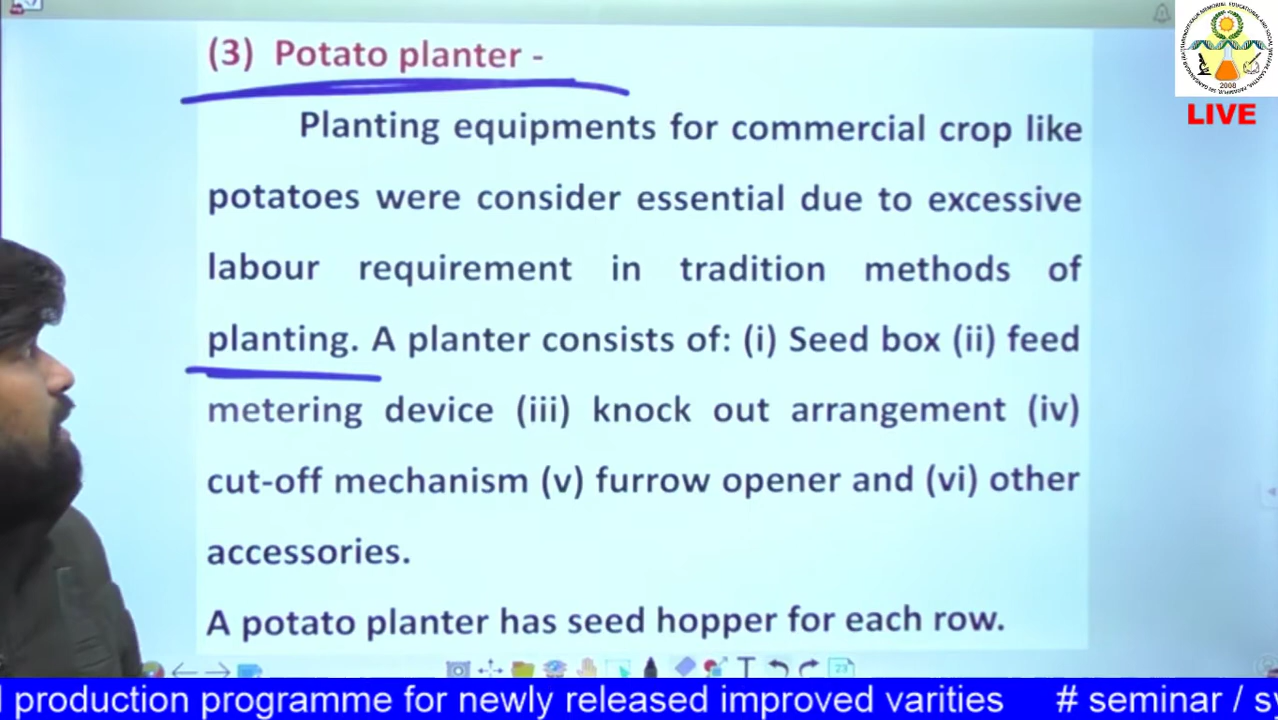 (3) Potato planter -
Planting equipments for commercial crop like
potatoes were consider essential due to excessive
labour requirement in tradition methods of
planting. A planter consists of: (i) Seed box (ii) feed
metering device (iii) knock out arrangement (iv)
cut-off mechanism (v) furrow opener and (vi) other
accessories.
A potato planter has seed hopper for each row.
2008
LIVE
T
23
production programme for newly released improved varities # seminar /